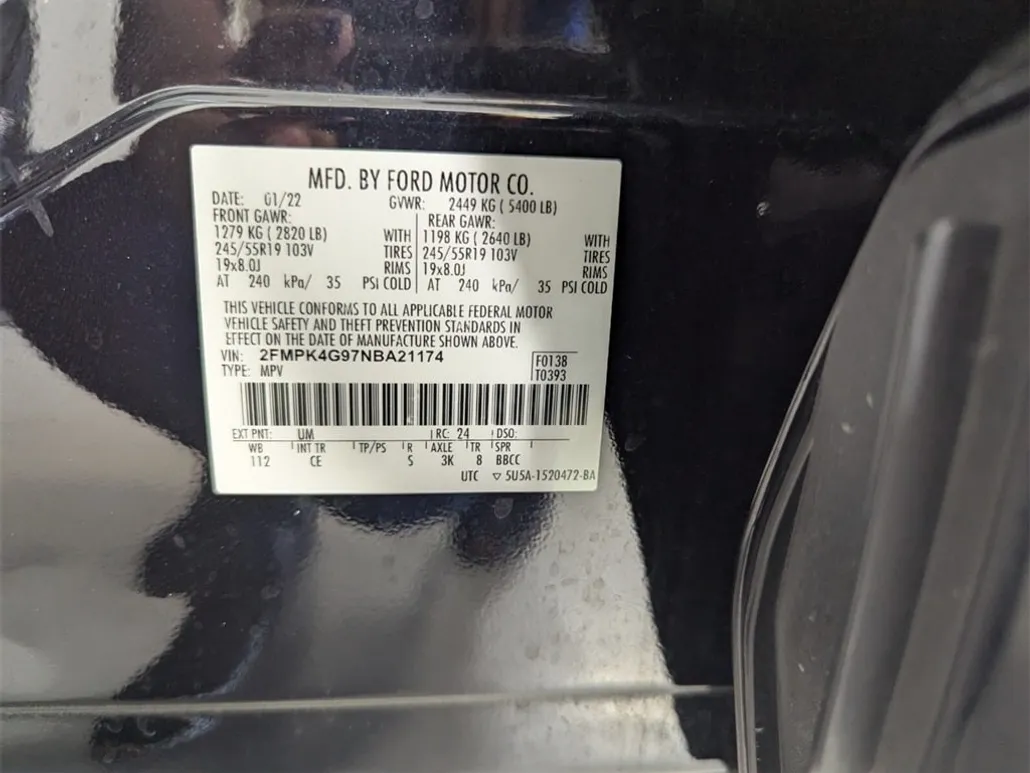 MFD. BY FORD MOTOR CO.
DATE: 01/22 GVWR: 2449 KG ( 5400 LB)
FRONT GAWR: REAR GAWR:
1279 KG ( 2820 LB) WITH 1198 KG ( 2640 LB) WITH
245/55R19 103V TIRES 245/55R19 103V TIRES
19x8.0J RIMS 19x8.0J RIMS
AT 240 kPa/ 35 PSI COLD AT 240 kPa/ 35 PSI COLD
THIS VEHICLE CONFORMS TO ALL APPLICABLE FEDERAL MOTOR
VEHICLE SAFETY AND THEFT PREVENTION STANDARDS IN
EFFECT ON THE DATE OF MANUFACTURE SHOWN ABOVE.
VIN: 2FMPK4G97NBA21174 F0138
TYPE: MPV T0393
EXT PNT: UM RC: 24 DSO:
WB INT TR TP/PS R AXLE TR SPR
112 CE S 3K 8 BBCC
UTC ▽ 5U5A-1520472-BA